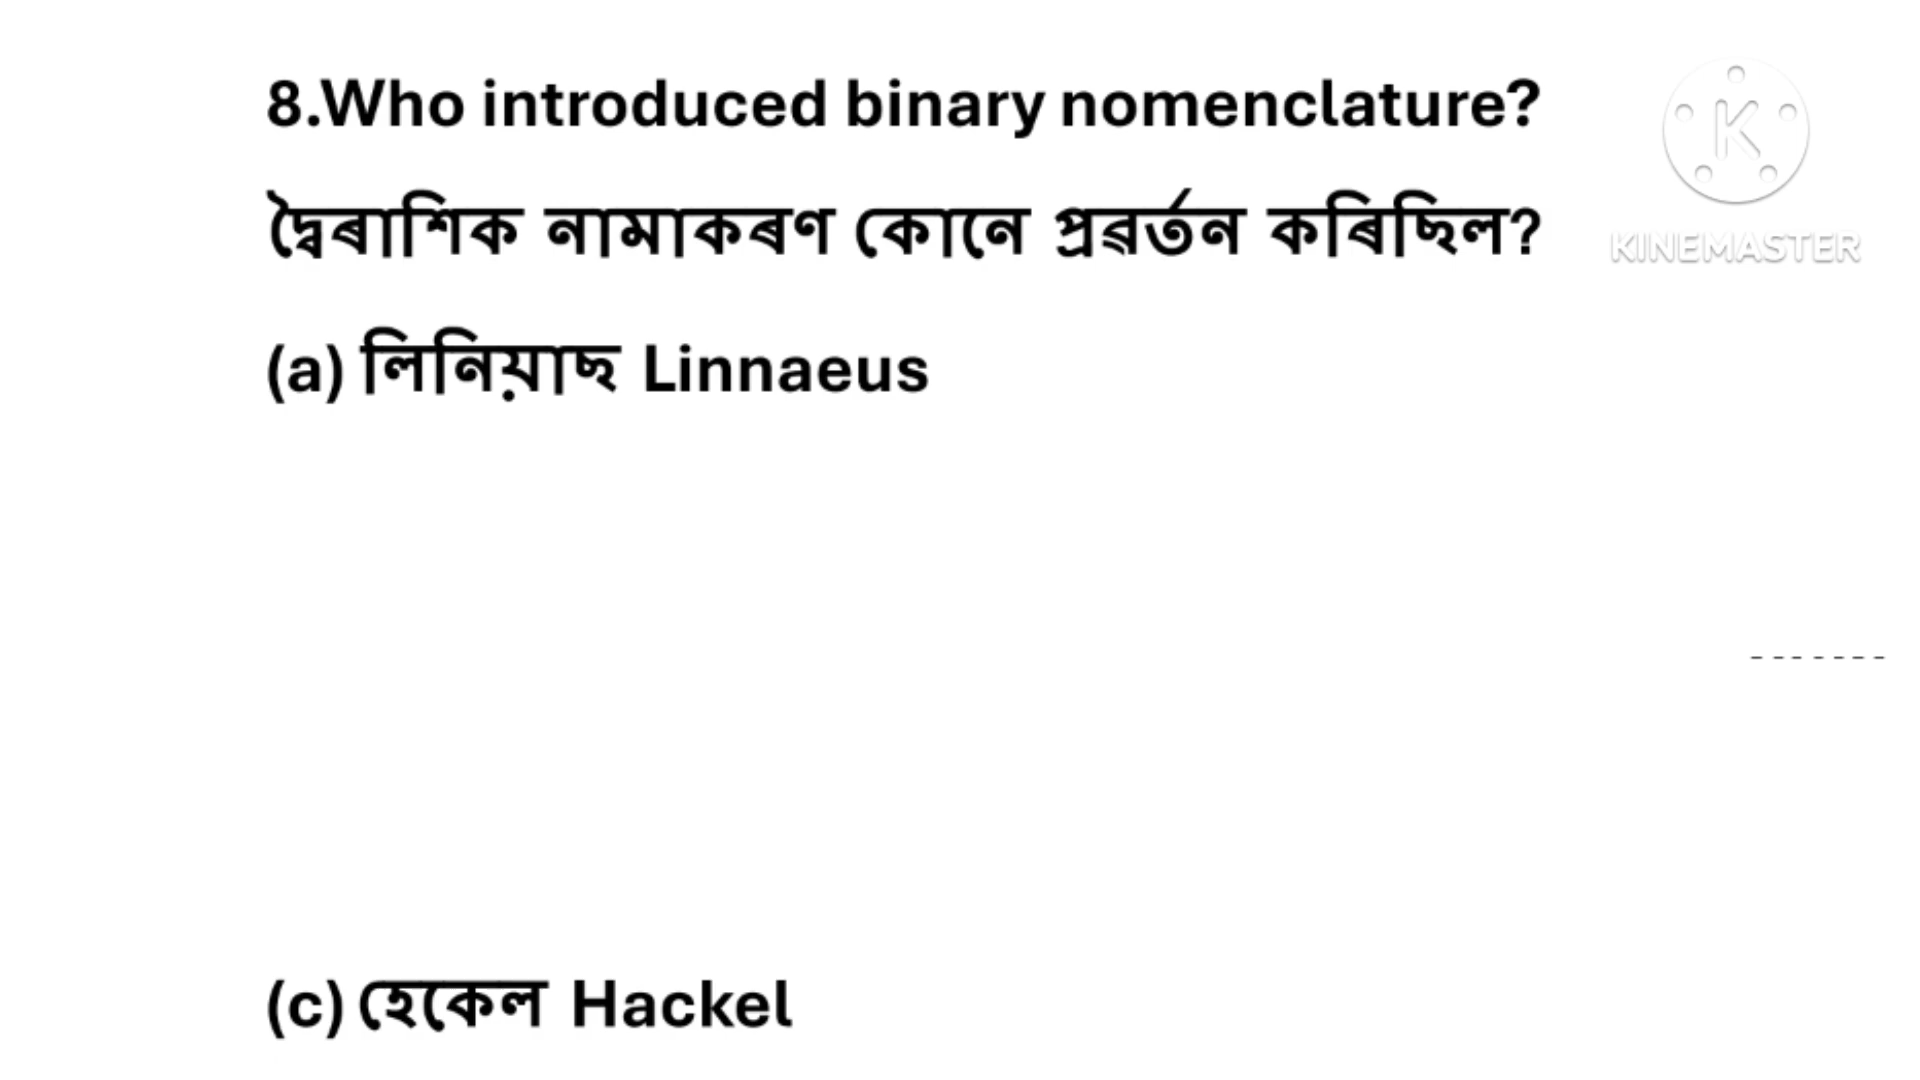 8.Who introduced binary nomenclature?
দ্বৈৰাশিক নামাকৰণ কোনে প্ৰৱৰ্তন কৰিছিল?
(a) লিনিয়াছ Linnaeus
(c) হেকেল Hackel
K
KINEMASTER
-------